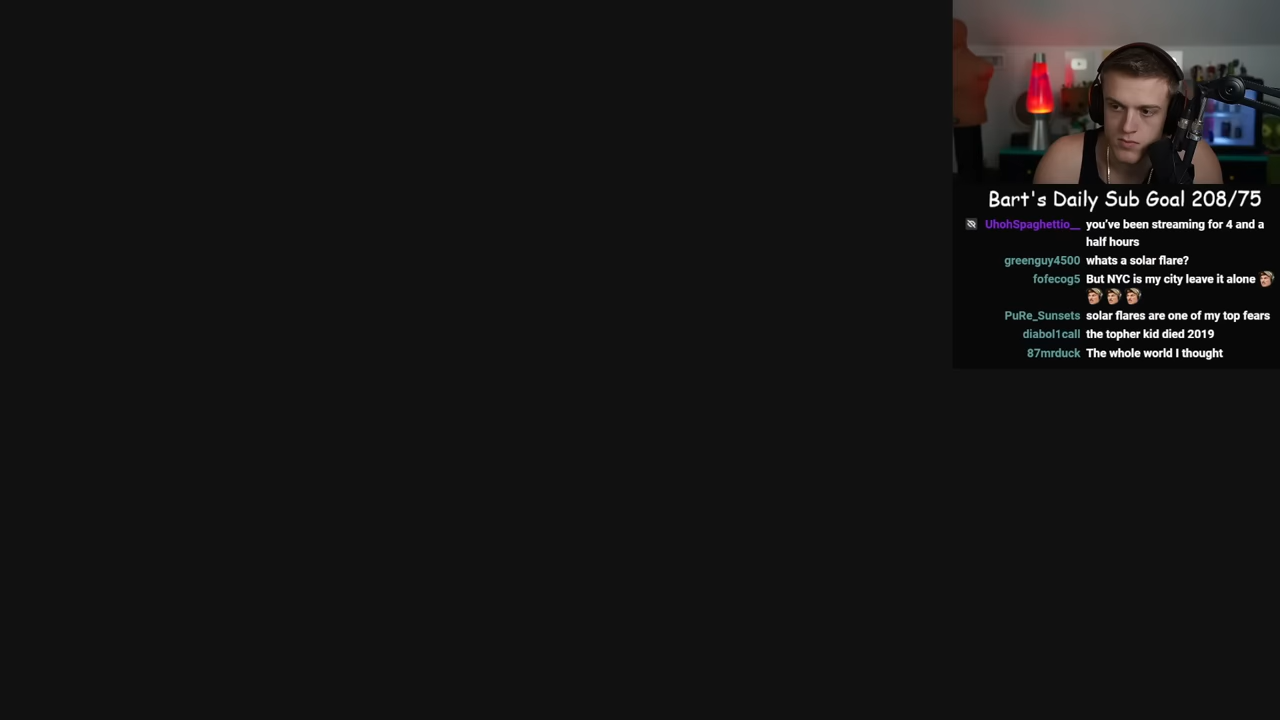 Bart's Daily Sub Goal 208/75
UhohSpaghettio__ you've been streaming for 4 and a
half hours
greenguy4500 whats a solar flare?
fofecog5 But NYC is my city leave it alone
PuRe_Sunsets solar flares are one of my top fears
diabol1call the topher kid died 2019
87mrduck The whole world I thought